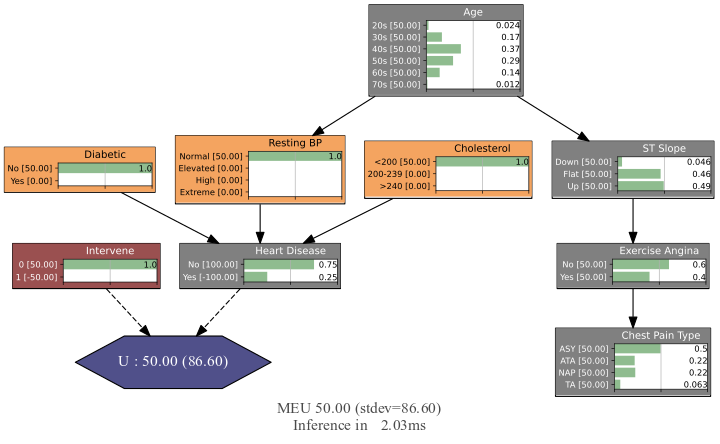 Age
20s [50.00] 0.024
30s [50.00] 0.17
40s [50.00] 0.37
50s [50.00] 0.29
60s [50.00] 0.14
70s [50.00] 0.012
Diabetic
No [50.00] 1.0
Yes [0.00]
Resting BP
Normal [50.00] 1.0
Elevated [0.00]
High [0.00]
Extreme [0.00]
Cholesterol
<200 [50.00] 1.0
200-239 [0.00]
>240 [0.00]
ST Slope
Down [50.00] 0.046
Flat [50.00] 0.46
Up [50.00] 0.49
Intervene
0 [50.00] 1.0
1 [-50.00]
Heart Disease
No [100.00] 0.75
Yes [-100.00] 0.25
Exercise Angina
No [50.00] 0.6
Yes [50.00] 0.4
U : 50.00 (86.60)
Chest Pain Type
ASY [50.00] 0.5
ATA [50.00] 0.22
NAP [50.00] 0.22
TA [50.00] 0.063
MEU 50.00 (stdev=86.60)
Inference in 2.03ms